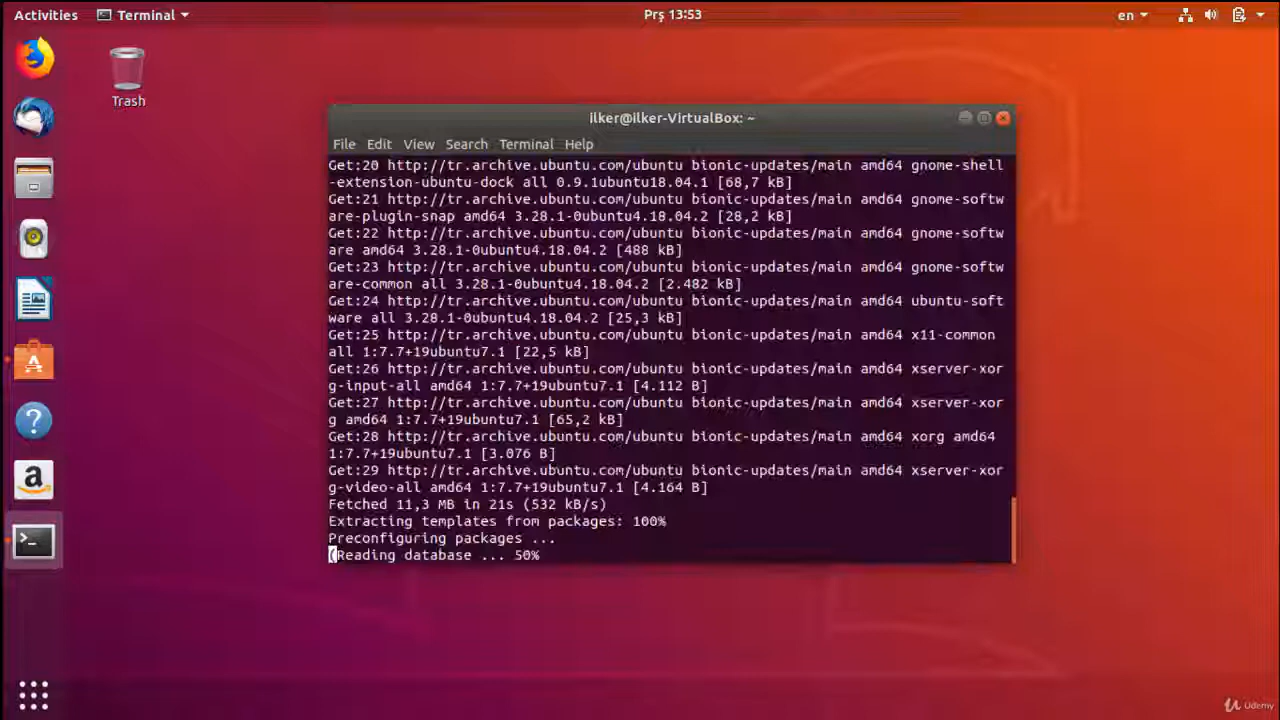 Activities
Terminal
Prş 13:53
en
Trash
ilker@ilker-VirtualBox: ~
File Edit View Search Terminal Help
Get:20 http://tr.archive.ubuntu.com/ubuntu bionic-updates/main amd64 gnome-shell
-extension-ubuntu-dock all 0.9.1ubuntu18.04.1 [68,7 kB]
Get:21 http://tr.archive.ubuntu.com/ubuntu bionic-updates/main amd64 gnome-softw
are-plugin-snap amd64 3.28.1-0ubuntu4.18.04.2 [28,2 kB]
Get:22 http://tr.archive.ubuntu.com/ubuntu bionic-updates/main amd64 gnome-softw
are amd64 3.28.1-0ubuntu4.18.04.2 [488 kB]
Get:23 http://tr.archive.ubuntu.com/ubuntu bionic-updates/main amd64 gnome-softw
are-common all 3.28.1-0ubuntu4.18.04.2 [2.482 kB]
Get:24 http://tr.archive.ubuntu.com/ubuntu bionic-updates/main amd64 ubuntu-soft
ware all 3.28.1-0ubuntu4.18.04.2 [25,3 kB]
Get:25 http://tr.archive.ubuntu.com/ubuntu bionic-updates/main amd64 x11-common
all 1:7.7+19ubuntu7.1 [22,5 kB]
Get:26 http://tr.archive.ubuntu.com/ubuntu bionic-updates/main amd64 xserver-xor
g-input-all amd64 1:7.7+19ubuntu7.1 [4.112 B]
Get:27 http://tr.archive.ubuntu.com/ubuntu bionic-updates/main amd64 xserver-xor
g amd64 1:7.7+19ubuntu7.1 [65,2 kB]
Get:28 http://tr.archive.ubuntu.com/ubuntu bionic-updates/main amd64 xorg amd64
1:7.7+19ubuntu7.1 [3.076 B]
Get:29 http://tr.archive.ubuntu.com/ubuntu bionic-updates/main amd64 xserver-xor
g-video-all amd64 1:7.7+19ubuntu7.1 [4.164 B]
Fetched 11,3 MB in 21s (532 kB/s)
Extracting templates from packages: 100%
Preconfiguring packages ...
(Reading database ... 50%
Udemy